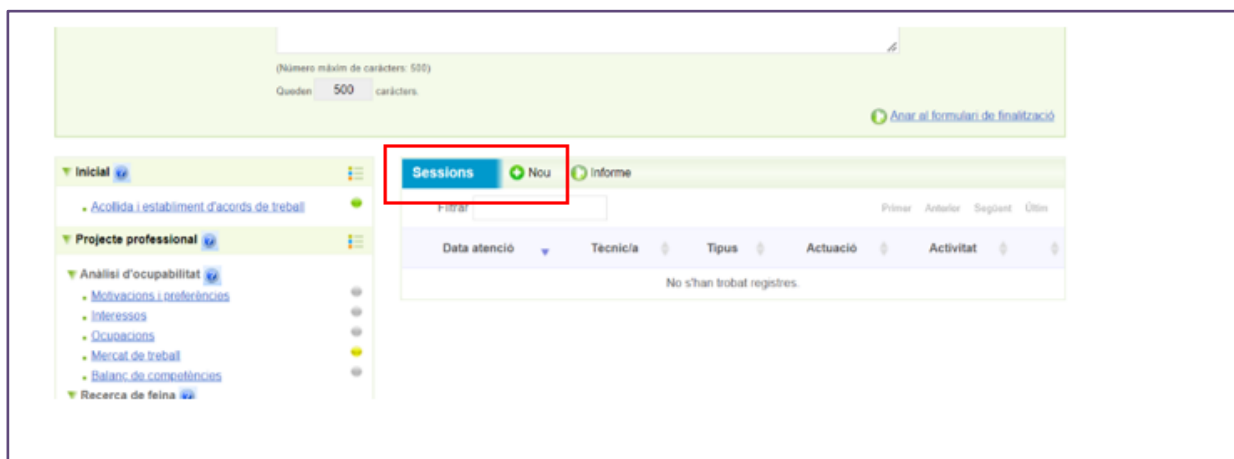 (Número màxim de caràcters: 500)
Queden 500 caràcters.
Anar al formulari de finalització
Inicial
Acollida i establiment d'acords de treball
Projecte professional
Anàlisi d'ocupabilitat
Motivacions i preferències
Interessos
Ocupacions
Mercat de treball
Balanç de competències
Recerca de feina
Sessions Nou Informe
Filtrar Primer Anterior Següent Últim
Data atenció Tècnic/a Tipus Actuació Activitat
No s'han trobat registres.